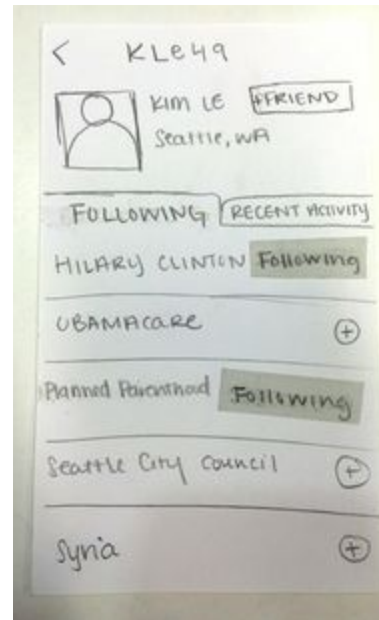 < KLe49
KIM LE +FRIEND
Seattle, WA
FOLLOWING RECENT ACTIVITY
HILARY CLINTON Following
OBAMACARE +
Planned Parenthood Following
Seattle City Council +
Syria +